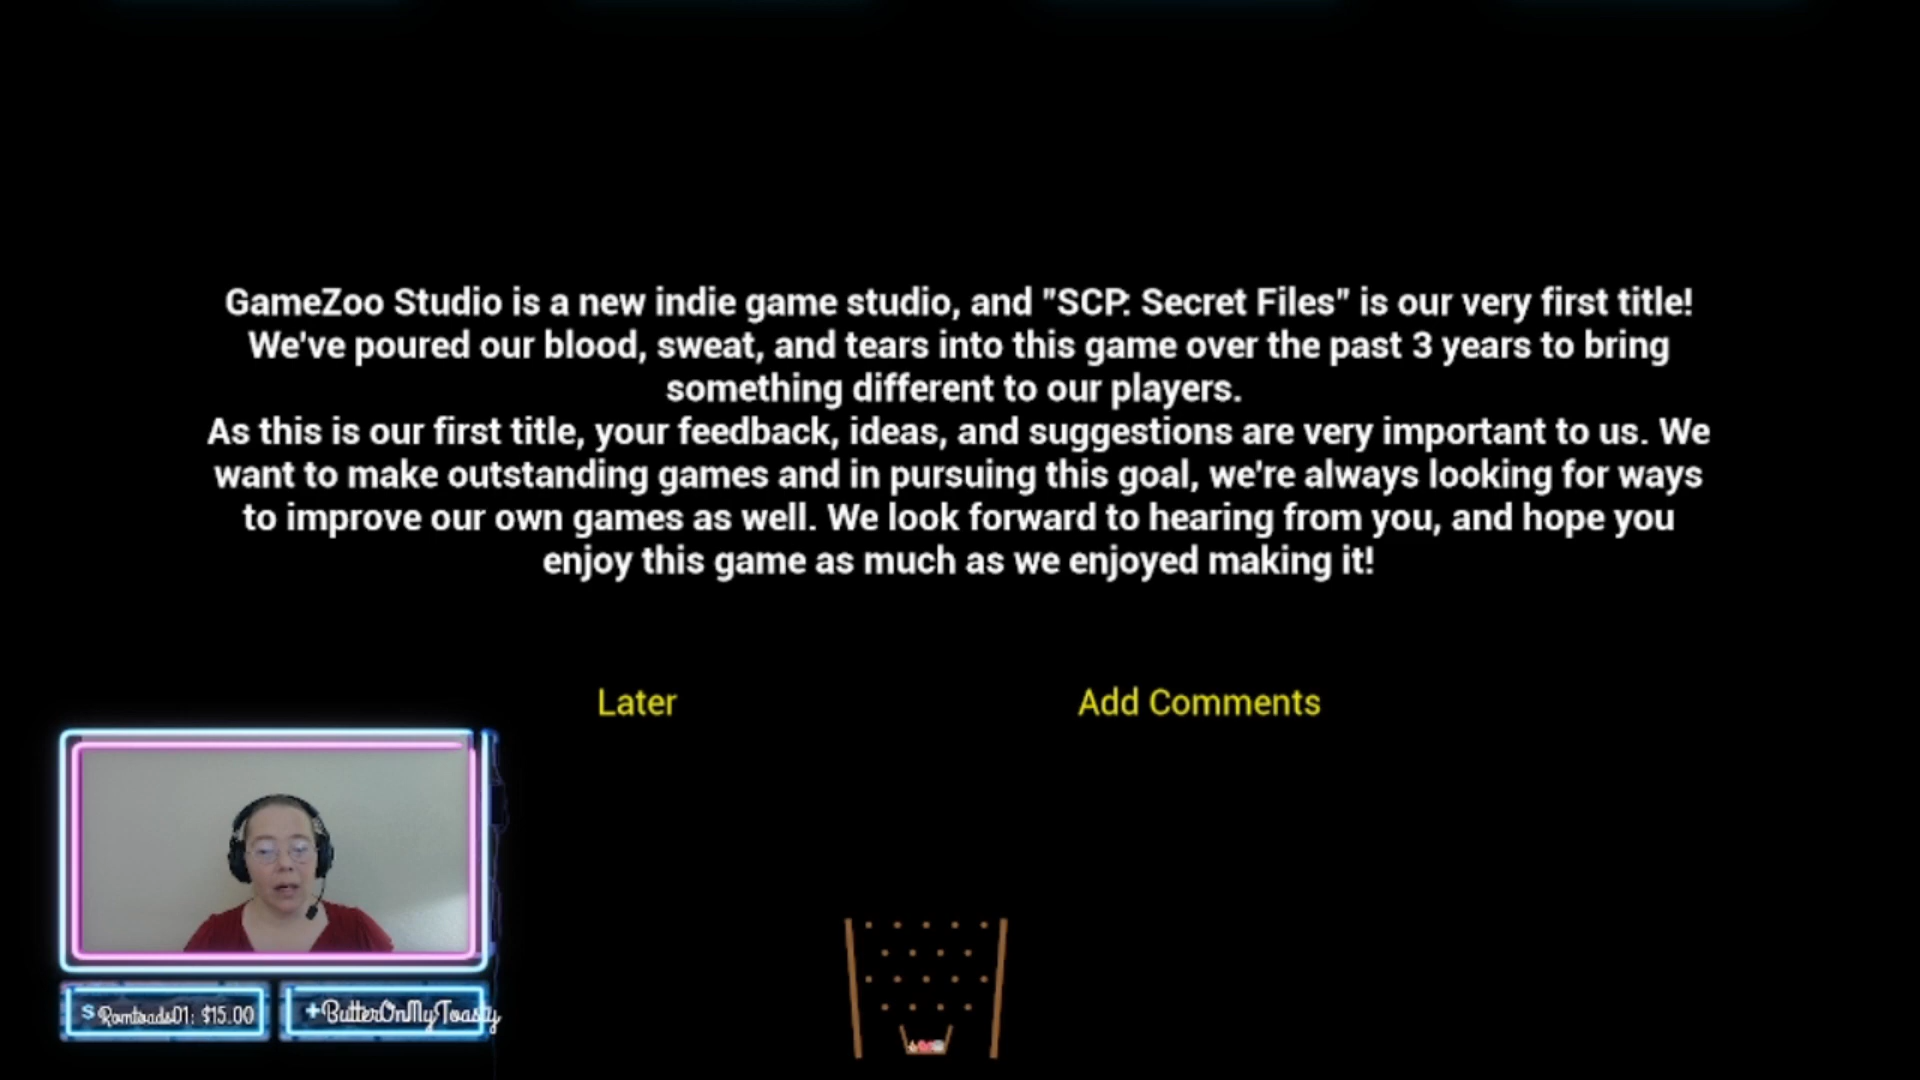 GameZoo Studio is a new indie game studio, and "SCP: Secret Files" is our very first title!
We've poured our blood, sweat, and tears into this game over the past 3 years to bring
something different to our players.
As this is our first title, your feedback, ideas, and suggestions are very important to us. We
want to make outstanding games and in pursuing this goal, we're always looking for ways
to improve our own games as well. We look forward to hearing from you, and hope you
enjoy this game as much as we enjoyed making it!
Later
Add Comments
$ Romtoads01: $15.00
+ButterOnMyToasty